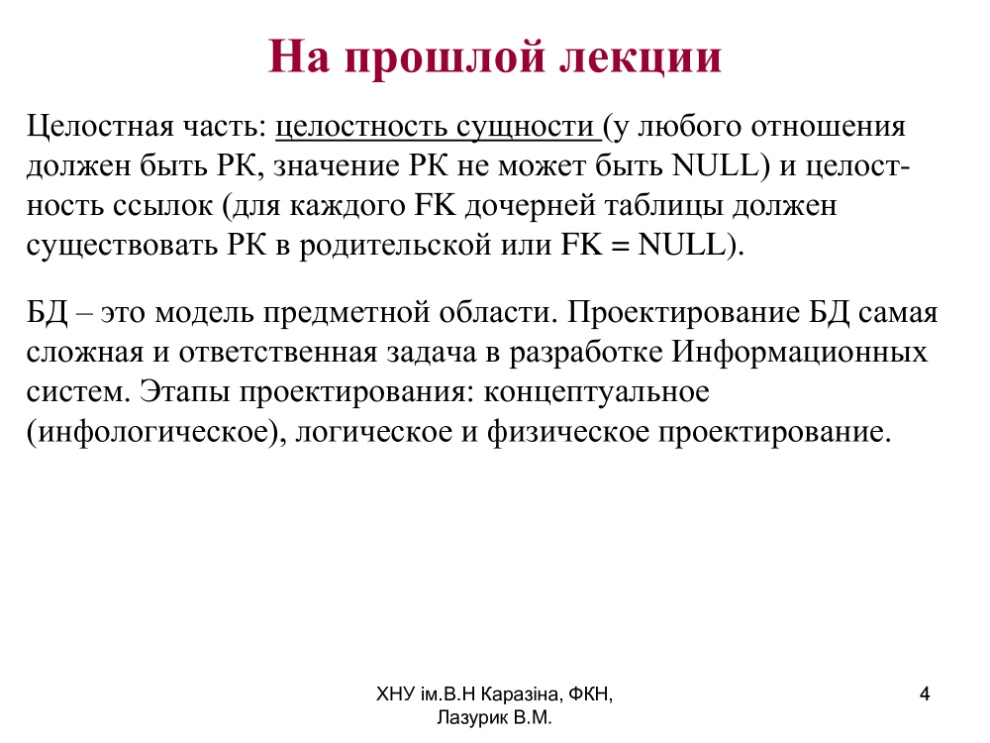 На прошлой лекции
Целостная часть: целостность сущности (у любого отношения
должен быть РК, значение РК не может быть NULL) и целост-
ность ссылок (для каждого FK дочерней таблицы должен
существовать РК в родительской или FK = NULL).
БД – это модель предметной области. Проектирование БД самая
сложная и ответственная задача в разработке Информационных
систем. Этапы проектирования: концептуальное
(инфологическое), логическое и физическое проектирование.
ХНУ ім.В.Н Каразіна, ФКН,
Лазурик В.М.
4